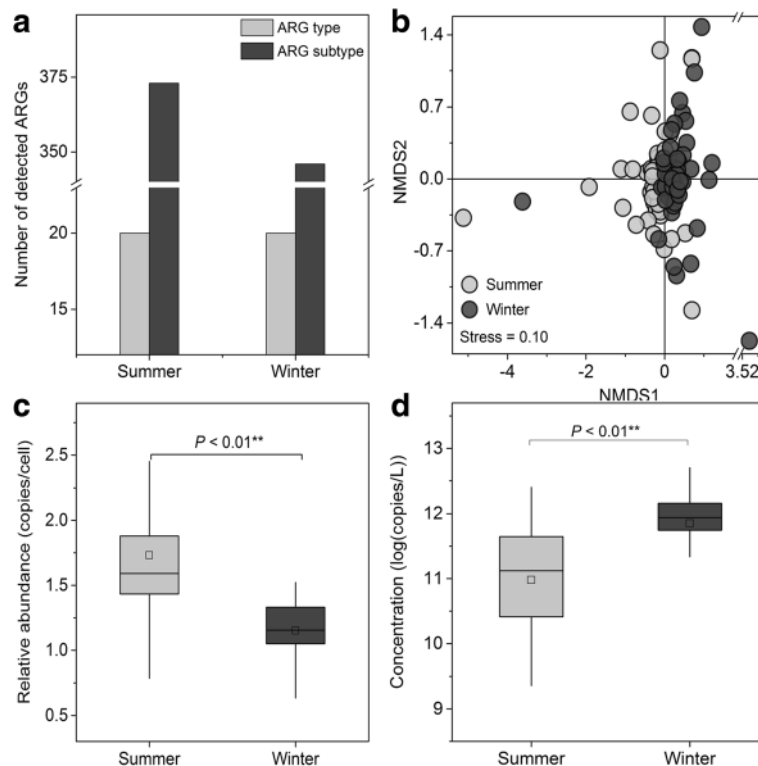 a
ARG type
ARG subtype
Number of detected ARGs
375
350
20
15
Summer Winter
b
NMDS2
1.4
0.7
0.0
-0.7
-1.4
Summer
Winter
Stress = 0.10
-4 -2 0 3.52
NMDS1
c
P < 0.01**
Relative abundance (copies/cell)
2.5
2.0
1.5
1.0
0.5
Summer Winter
d
P < 0.01**
Concentration (log(copies/L))
13
12
11
10
9
Summer Winter